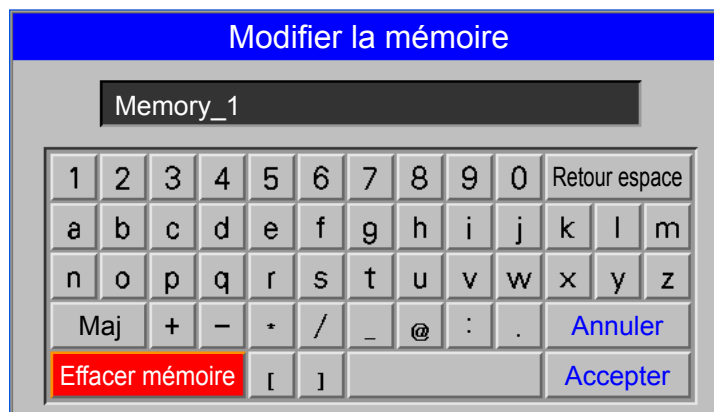 Modifier la mémoire
Memory_1
1 2 3 4 5 6 7 8 9 0 Retour espace
a b c d e f g h i j k l m
n o p q r s t u v w x y z
Maj + − * / _ @ : . Annuler
Effacer mémoire [ ] Accepter